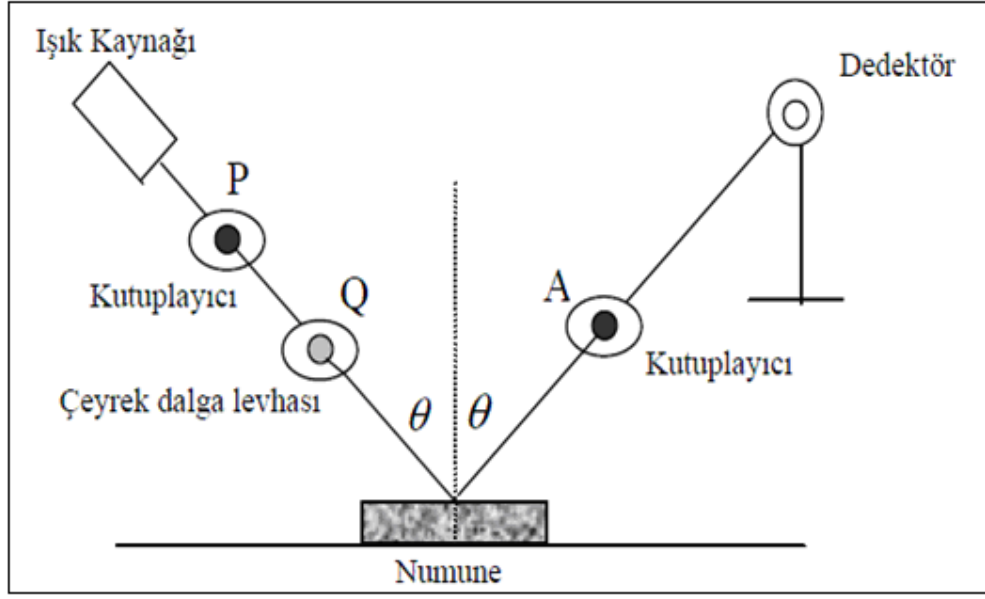 Işık Kaynağı
Dedektör
P
Kutuplayıcı
Q
A
Çeyrek dalga levhası
Kutuplayıcı
θ
θ
Numune